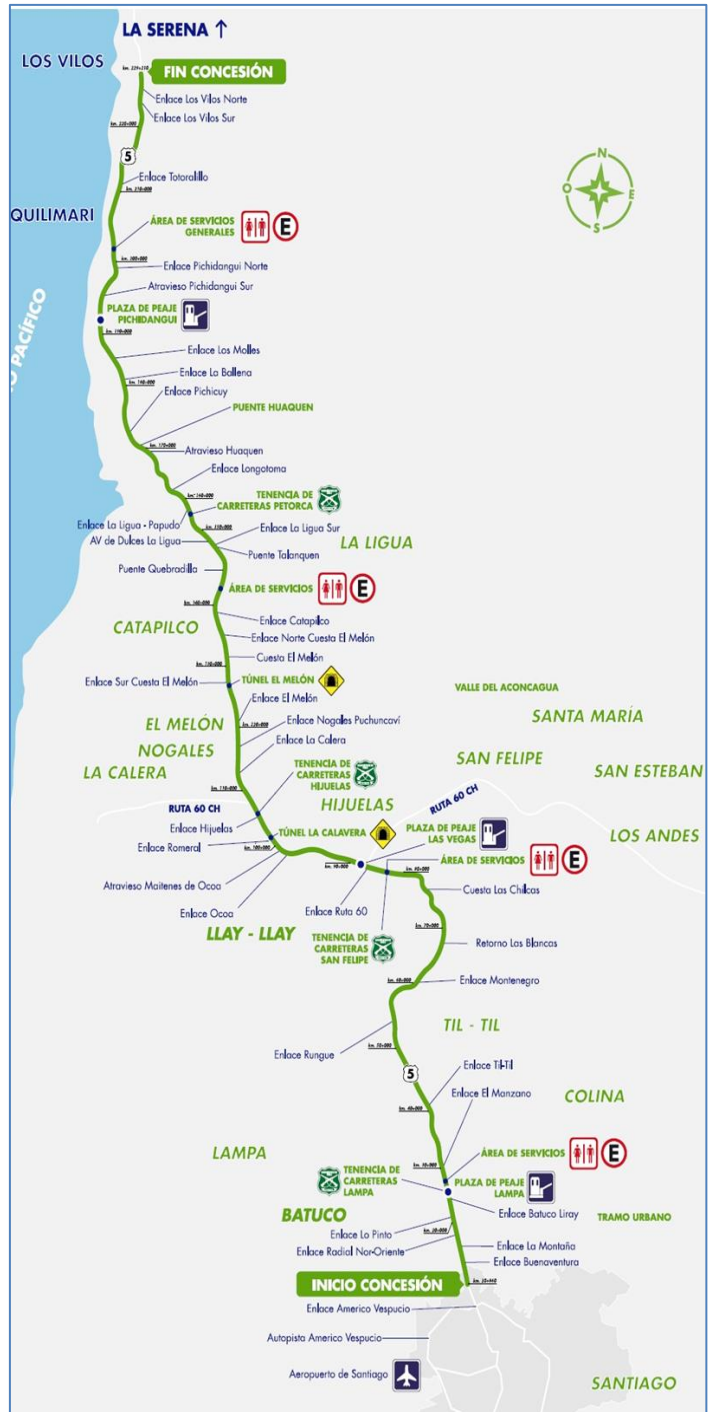 LA SERENA ↑
LOS VILOS
FIN CONCESIÓN
Enlace Los Vilos Norte
Enlace Los Vilos Sur
5
Enlace Totoralillo
QUILIMARI
ÁREA DE SERVICIOS
GENERALES
E
Enlace Pichidangui Norte
Atravieso Pichidangui Sur
PLAZA DE PEAJE
PICHIDANGUI
PACÍFICO
Enlace Los Molles
Enlace La Ballena
Enlace Pichicuy
PUENTE HUAQUEN
Atravieso Huaquen
Enlace Longotoma
TENENCIA DE
CARRETERAS PETORCA
Enlace La Ligua - Papudo
Enlace La Ligua Sur
AV de Dulces La Ligua
LA LIGUA
Puente Talanquen
Puente Quebradilla
ÁREA DE SERVICIOS
E
Enlace Catapilco
CATAPILCO
Enlace Norte Cuesta El Melón
Cuesta El Melón
Enlace Sur Cuesta El Melón
TÚNEL EL MELÓN
VALLE DEL ACONCAGUA
Enlace El Melón
SANTA MARÍA
EL MELÓN
Enlace Nogales Puchuncaví
NOGALES
Enlace La Calera
SAN FELIPE
LA CALERA
TENENCIA DE
CARRETERAS
HIJUELAS
SAN ESTEBAN
RUTA 60 CH
HIJUELAS
RUTA 60 CH
Enlace Hijuelas
TÚNEL LA CALAVERA
PLAZA DE PEAJE
LAS VEGAS
LOS ANDES
Enlace Romeral
ÁREA DE SERVICIOS
E
Atravieso Maitenes de Ocoa
Cuesta Las Chilcas
Enlace Ocoa
Enlace Ruta 60
LLAY - LLAY
TENENCIA DE
CARRETERAS
SAN FELIPE
Retorno Las Blancas
Enlace Montenegro
TIL - TIL
Enlace Rungue
5
Enlace Til-Til
Enlace El Manzano
COLINA
LAMPA
ÁREA DE SERVICIOS
E
TENENCIA DE
CARRETERAS
LAMPA
PLAZA DE PEAJE
LAMPA
BATUCO
Enlace Batuco Liray
TRAMO URBANO
Enlace Lo Pinto
Enlace La Montaña
Enlace Radial Nor-Oriente
Enlace Buenaventura
INICIO CONCESIÓN
Enlace Americo Vespucio
Autopista Americo Vespucio
Aeropuerto de Santiago
SANTIAGO
N
O
E
S